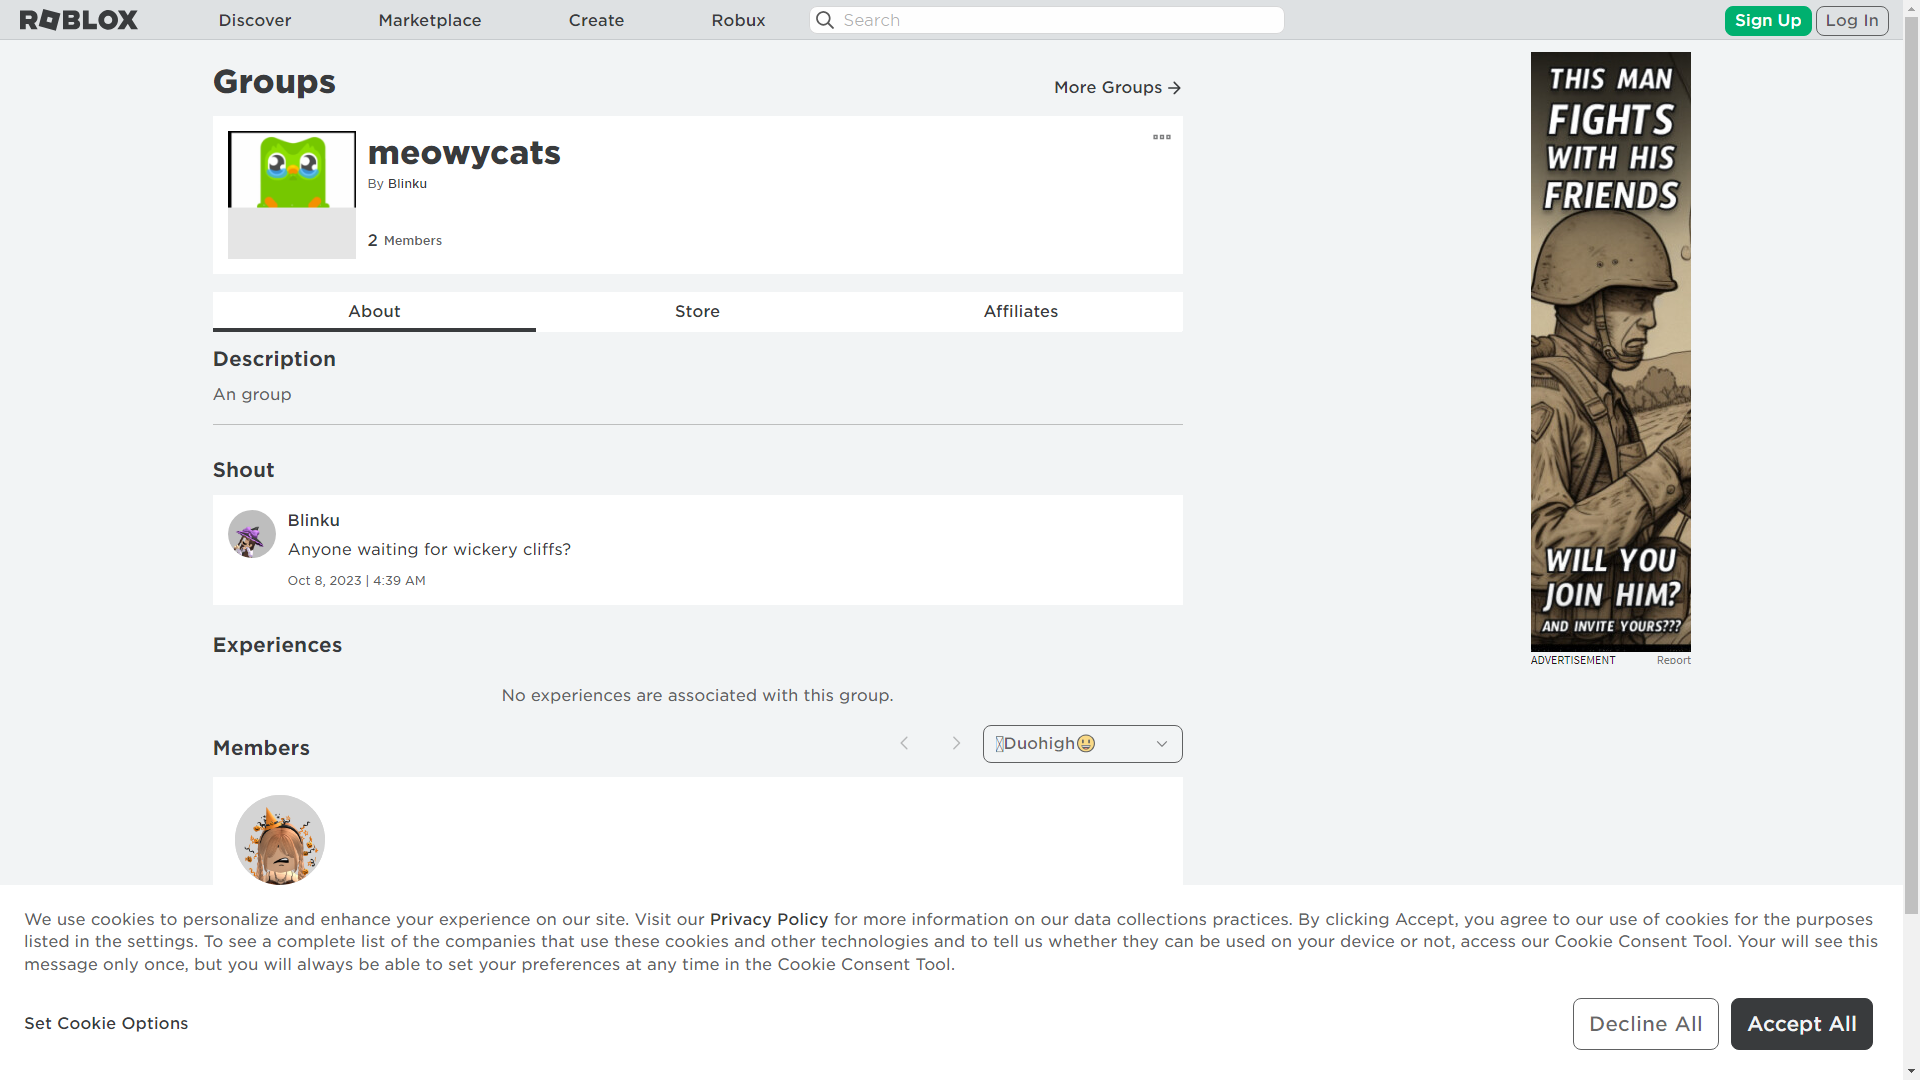 ROBLOX
Discover
Marketplace
Create
Robux
Search
Sign Up
Log In
Groups
More Groups
meowycats
By Blinku
2 Members
About
Store
Affiliates
Description
An group
Shout
Blinku
Anyone waiting for wickery cliffs?
Oct 8, 2023 | 4:39 AM
Experiences
No experiences are associated with this group.
Members
Duohigh😃
THIS MAN
FIGHTS
WITH HIS
FRIENDS
WILL YOU
JOIN HIM?
AND INVITE YOURS???
ADVERTISEMENT
Report
We use cookies to personalize and enhance your experience on our site. Visit our Privacy Policy for more information on our data collections practices. By clicking Accept, you agree to our use of cookies for the purposes
listed in the settings. To see a complete list of the companies that use these cookies and other technologies and to tell us whether they can be used on your device or not, access our Cookie Consent Tool. Your will see this
message only once, but you will always be able to set your preferences at any time in the Cookie Consent Tool.
Set Cookie Options
Decline All
Accept All